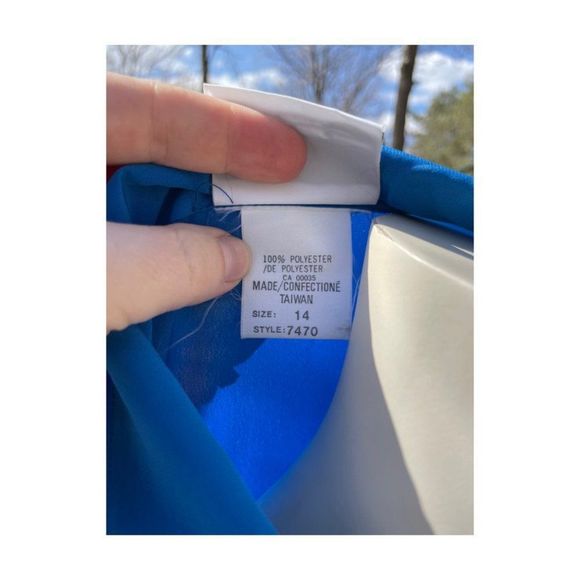 100% POLYESTER
/DE POLYESTER
CA 00035
MADE/CONFECTIONÉ
TAIWAN
SIZE: 14
STYLE: 7470